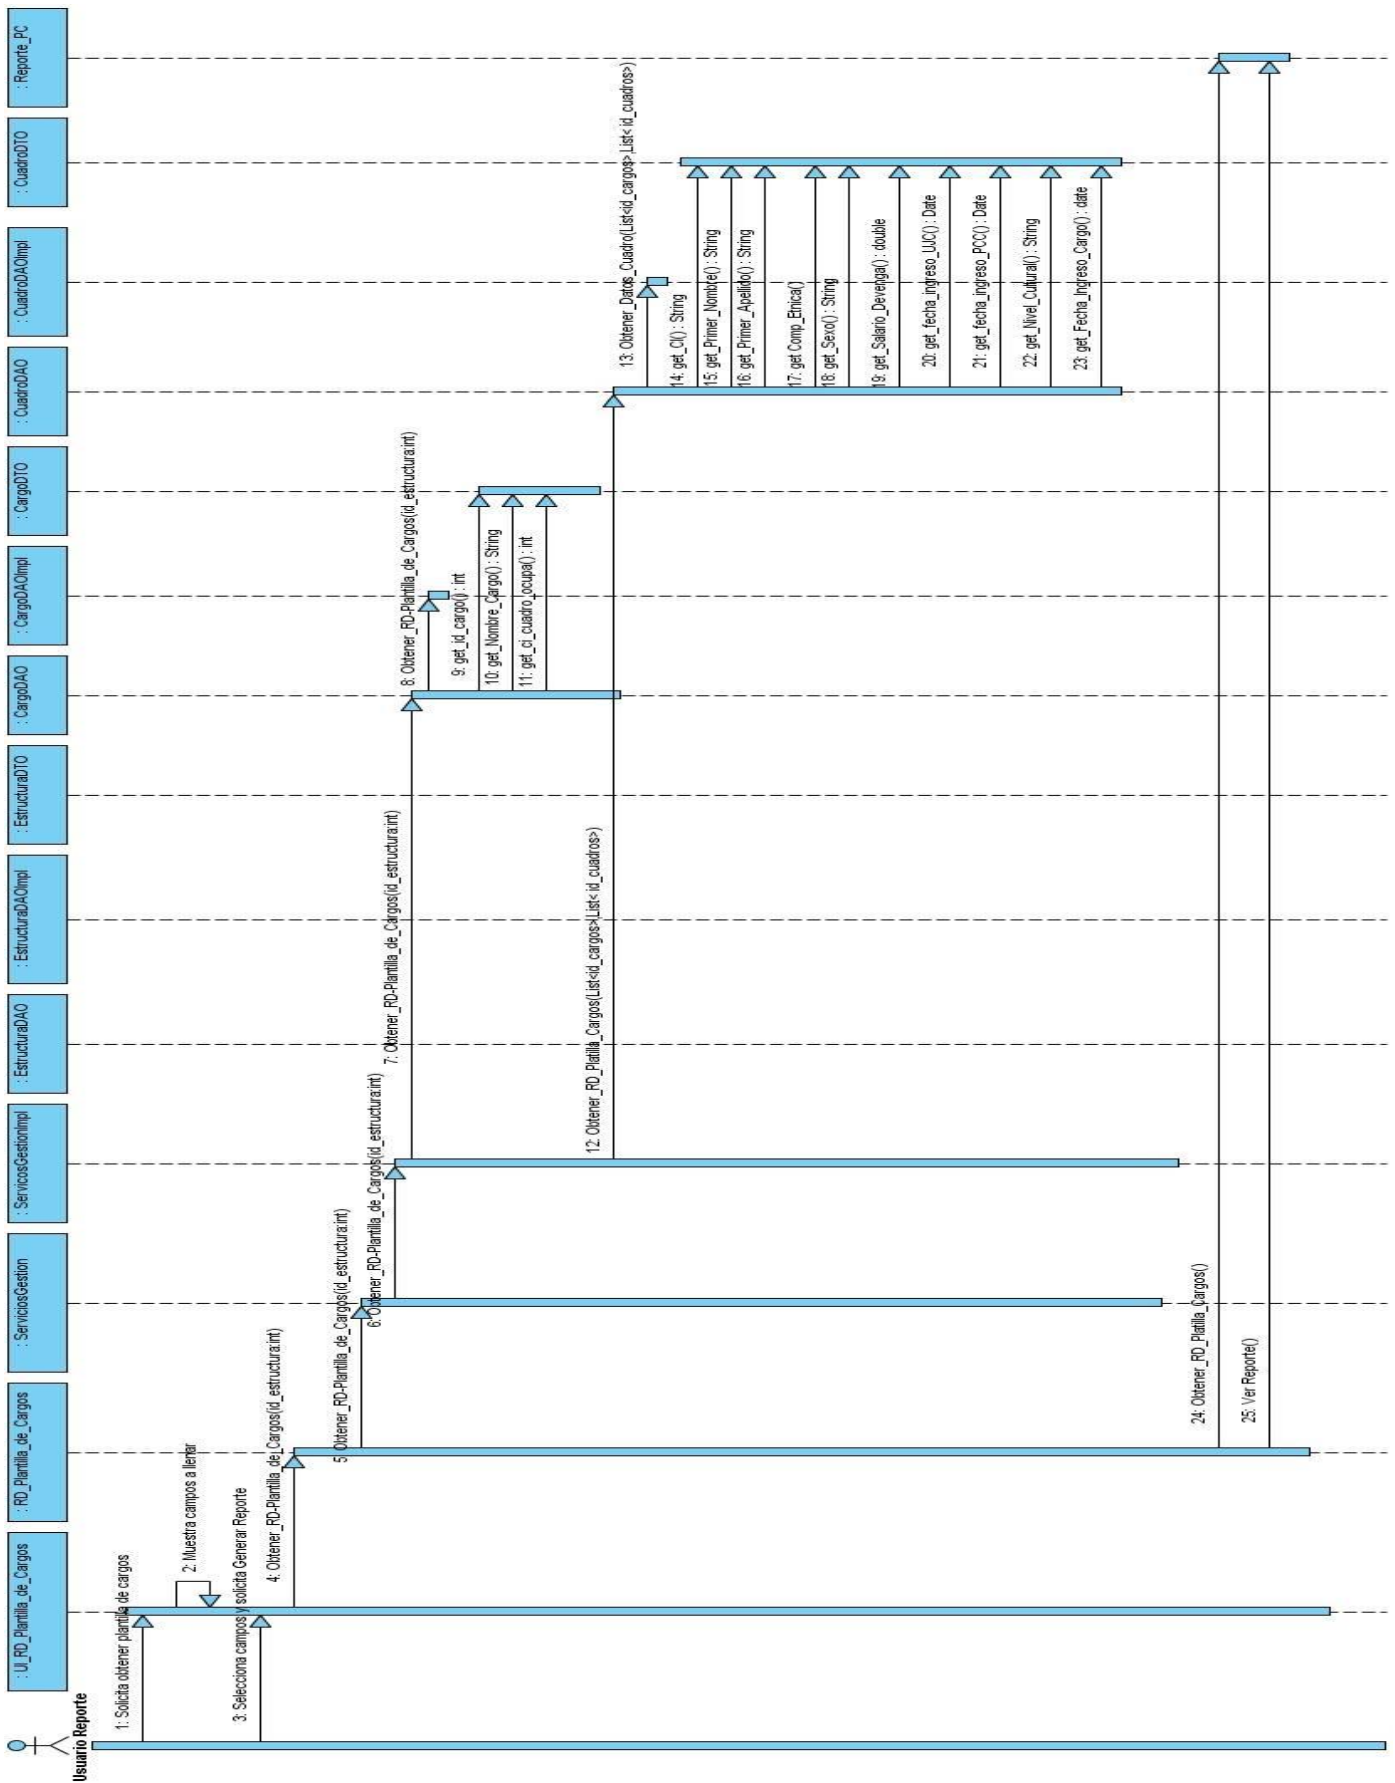 Usuario Reporte
: UI_RD_Plantilla_de_Cargos
: RD_Plantilla_de_Cargos
: ServiciosGestion
: ServicosGestionImpl
: EstructuraDAO
: EstructuraDAOImpl
: EstructuraDTO
: CargoDAO
: CargoDAOImpl
: CargoDTO
: CuadroDAO
: CuadroDAOImpl
: CuadroDTO
: Reporte_PC
1: Solicita obtener plantilla de cargos
2: Muestra campos a llenar
3: Selecciona campos y solicita Generar Reporte
4: Obtener_RD-Plantilla_de_Cargos(id_estructura:int)
5: Obtener_RD-Plantilla_de_Cargos(id_estructura:int)
6: Obtener_RD-Plantilla_de_Cargos(id_estructura:int)
7: Obtener_RD-Plantilla_de_Cargos(id_estructura:int)
8: Obtener_RD-Plantilla_de_Cargos(id_estructura:int)
9: get_id_cargo() : int
10: get_Nombre_Cargo() : String
11: get_ci_cuadro_ocupa() : int
12: Obtener_RD_Platilla_Cargos(List<id_cargos>,List< id_cuadros>)
13: Obtener_Datos_Cuadro(List<id_cargos>,List< id_cuadros>)
14: get_CI() : String
15: get_Primer_Nombre() : String
16: get_Primer_Apellido() : String
17: get Comp_Etnica()
18: get_Sexo() : String
19: get_Salario_Devenga() : double
20: get_fecha_ingreso_UJC() : Date
21: get_fecha_ingreso_PCC() : Date
22: get_Nivel_Cultural() : String
23: get_Fecha_Ingreso_Cargo() : date
24: Obtener_RD_Platilla_Cargos()
25: Ver Reporte()